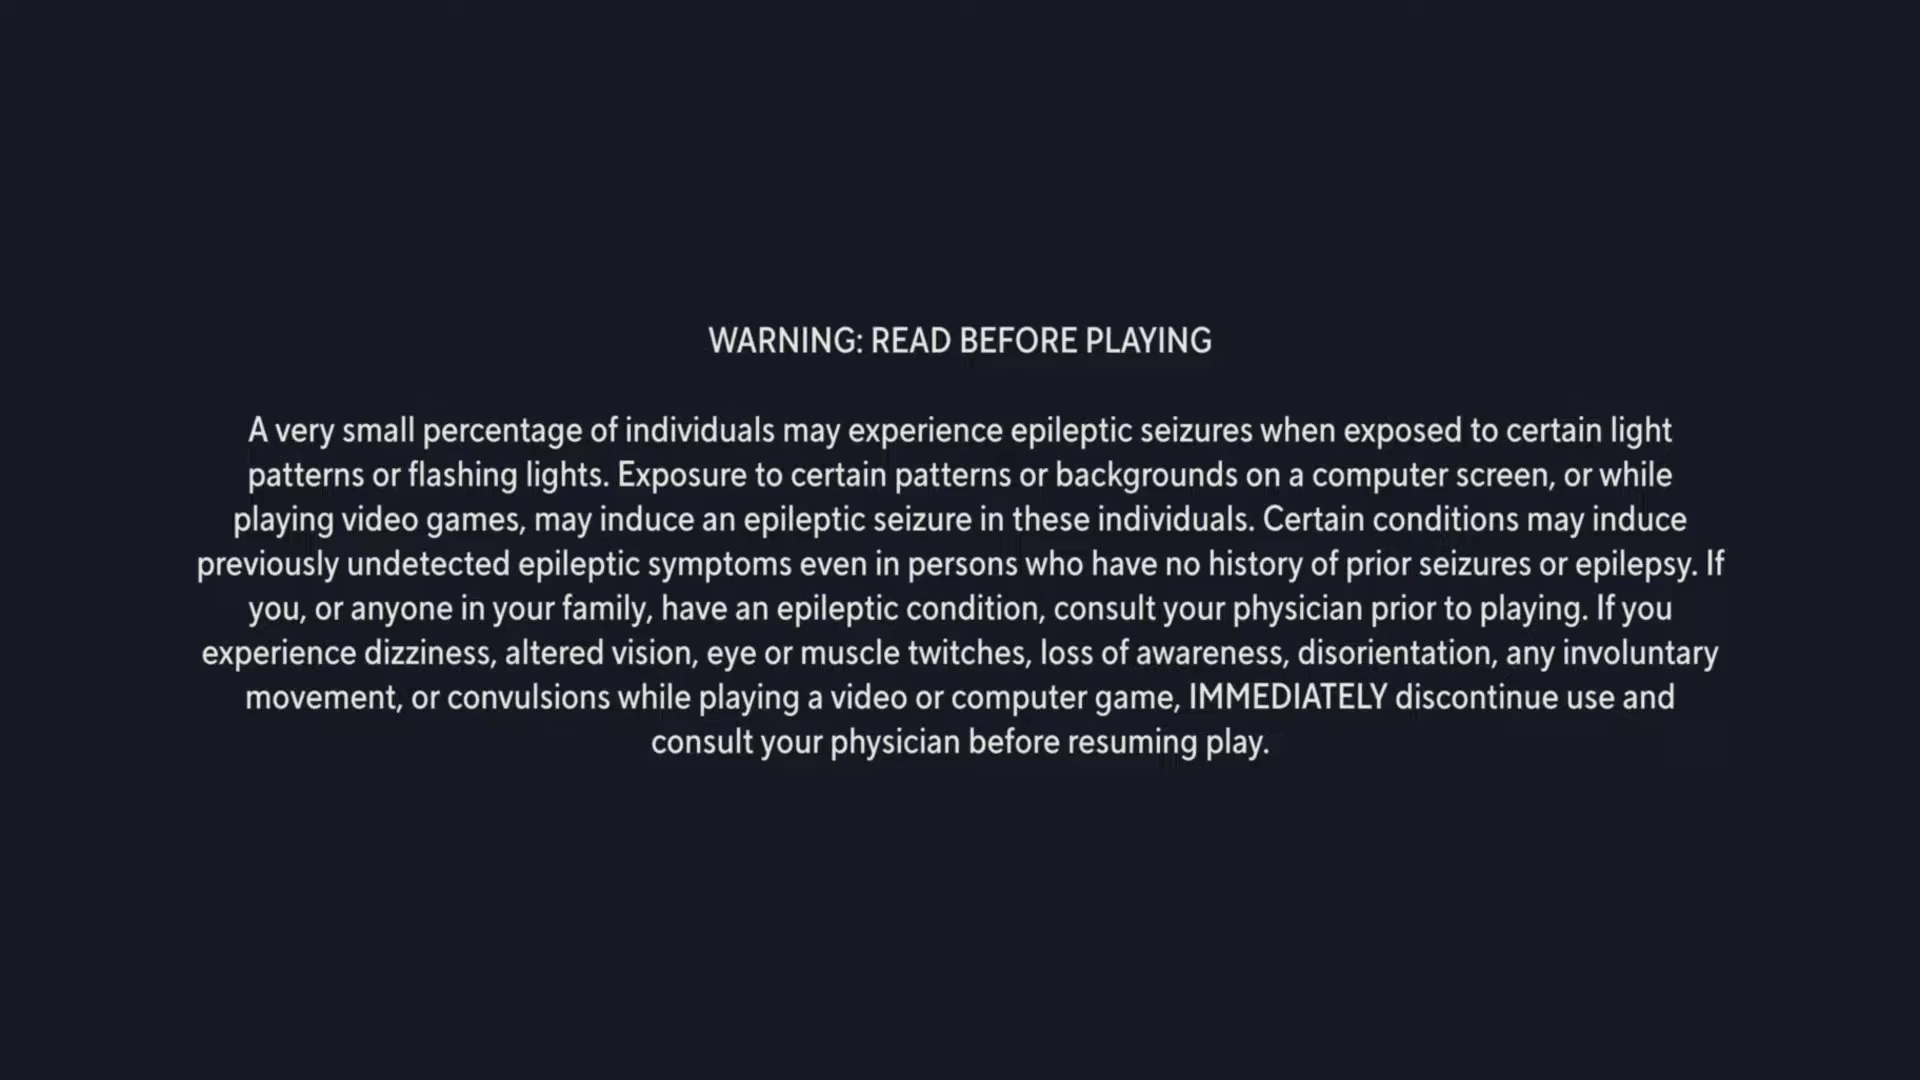 WARNING: READ BEFORE PLAYING
A very small percentage of individuals may experience epileptic seizures when exposed to certain light
patterns or flashing lights. Exposure to certain patterns or backgrounds on a computer screen, or while
playing video games, may induce an epileptic seizure in these individuals. Certain conditions may induce
previously undetected epileptic symptoms even in persons who have no history of prior seizures or epilepsy. If
you, or anyone in your family, have an epileptic condition, consult your physician prior to playing. If you
experience dizziness, altered vision, eye or muscle twitches, loss of awareness, disorientation, any involuntary
movement, or convulsions while playing a video or computer game, IMMEDIATELY discontinue use and
consult your physician before resuming play.